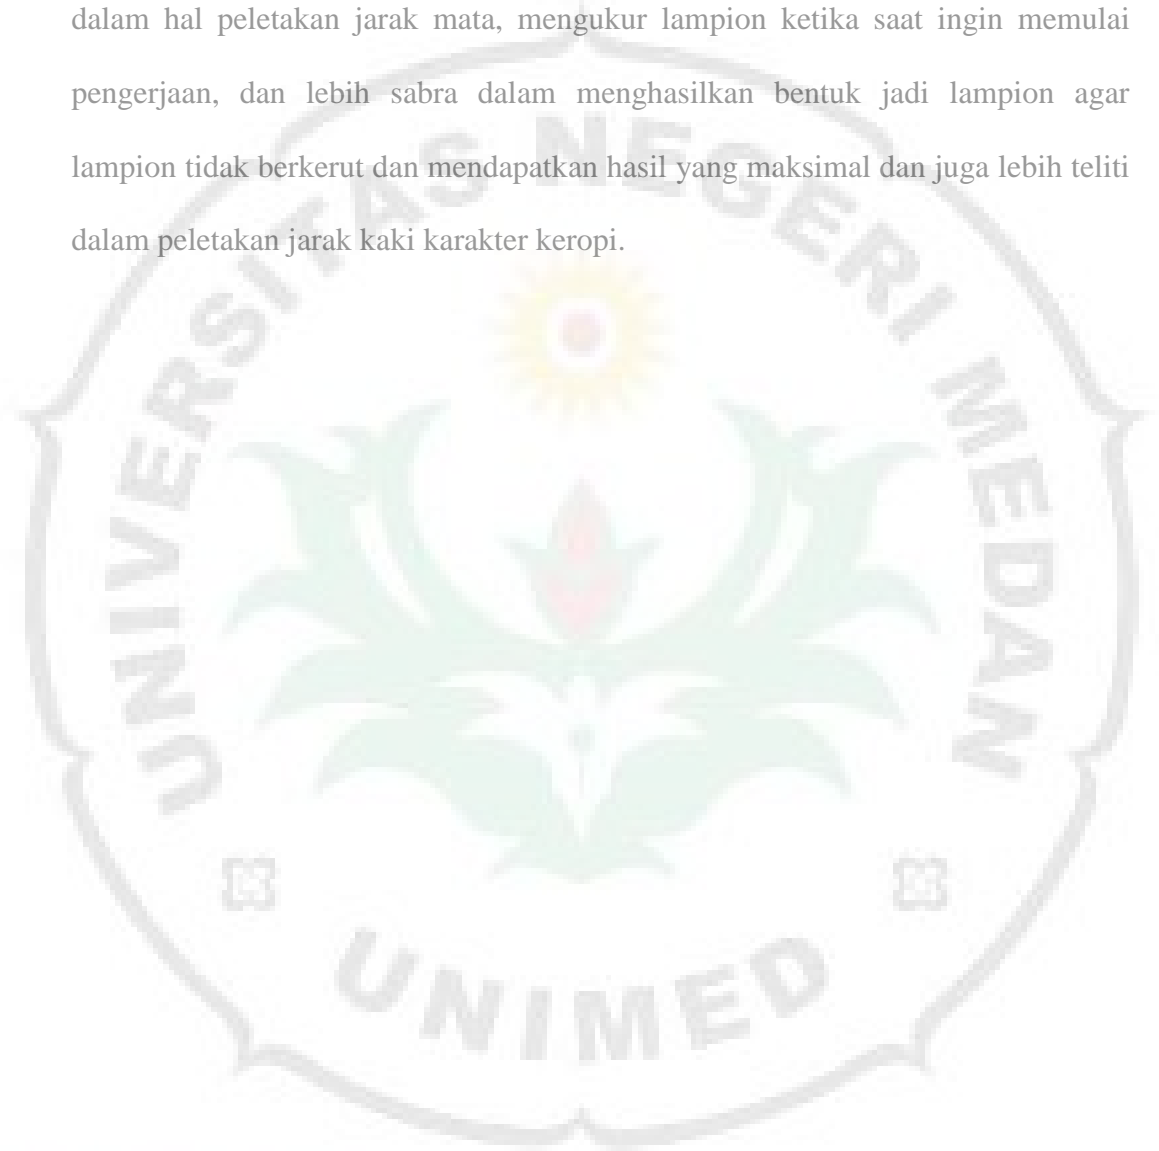 dalam hal peletakan jarak mata, mengukur lampion ketika saat ingin memulai
pengerjaan, dan lebih sabra dalam menghasilkan bentuk jadi lampion agar
lampion tidak berkerut dan mendapatkan hasil yang maksimal dan juga lebih teliti
dalam peletakan jarak kaki karakter keropi.
UNIVERSITAS NEGERI MEDAN
UNIMED